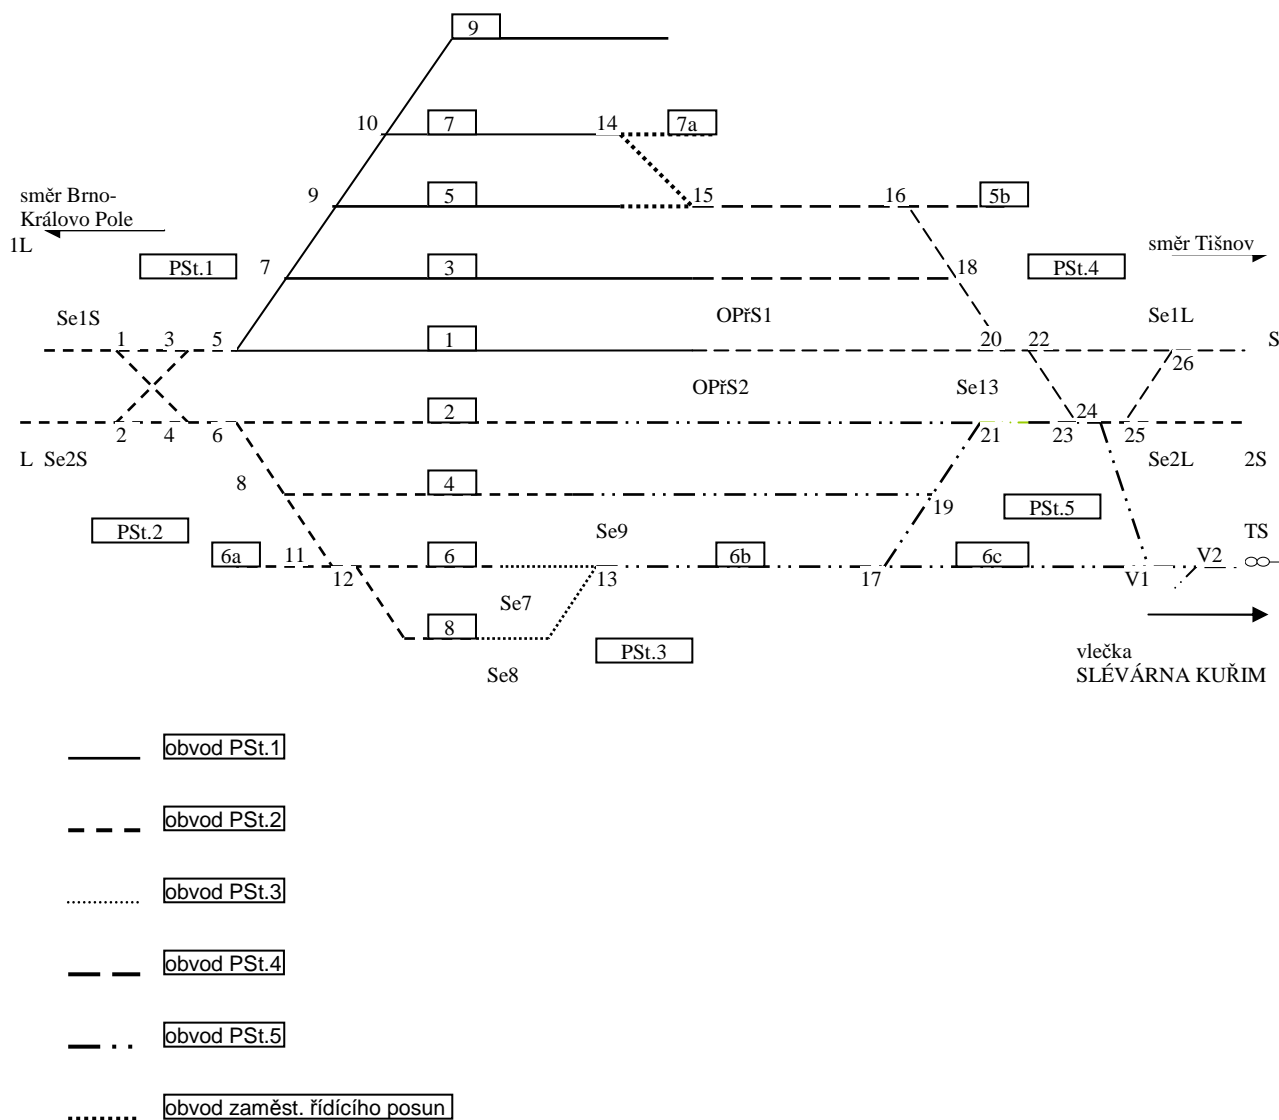 9
10
7
14
7a
směr Brno-
Královo Pole
9
5
15
16
5b
1L
PSt.1
7
3
18
PSt.4
směr Tišnov
Se1S
OPřS1
Se1L
1
3
5
1
20
22
26
S
OPřS2
Se13
2
4
6
2
21
23
24
25
L Se2S
8
4
19
Se2L
2S
PSt.2
PSt.5
6a
11
12
6
Se9
13
6b
17
6c
V1
V2
TS
Se7
8
PSt.3
Se8
vlečka
SLÉVÁRNA KUŘIM
obvod PSt.1
obvod PSt.2
obvod PSt.3
obvod PSt.4
obvod PSt.5
obvod zaměst. řídícího posun